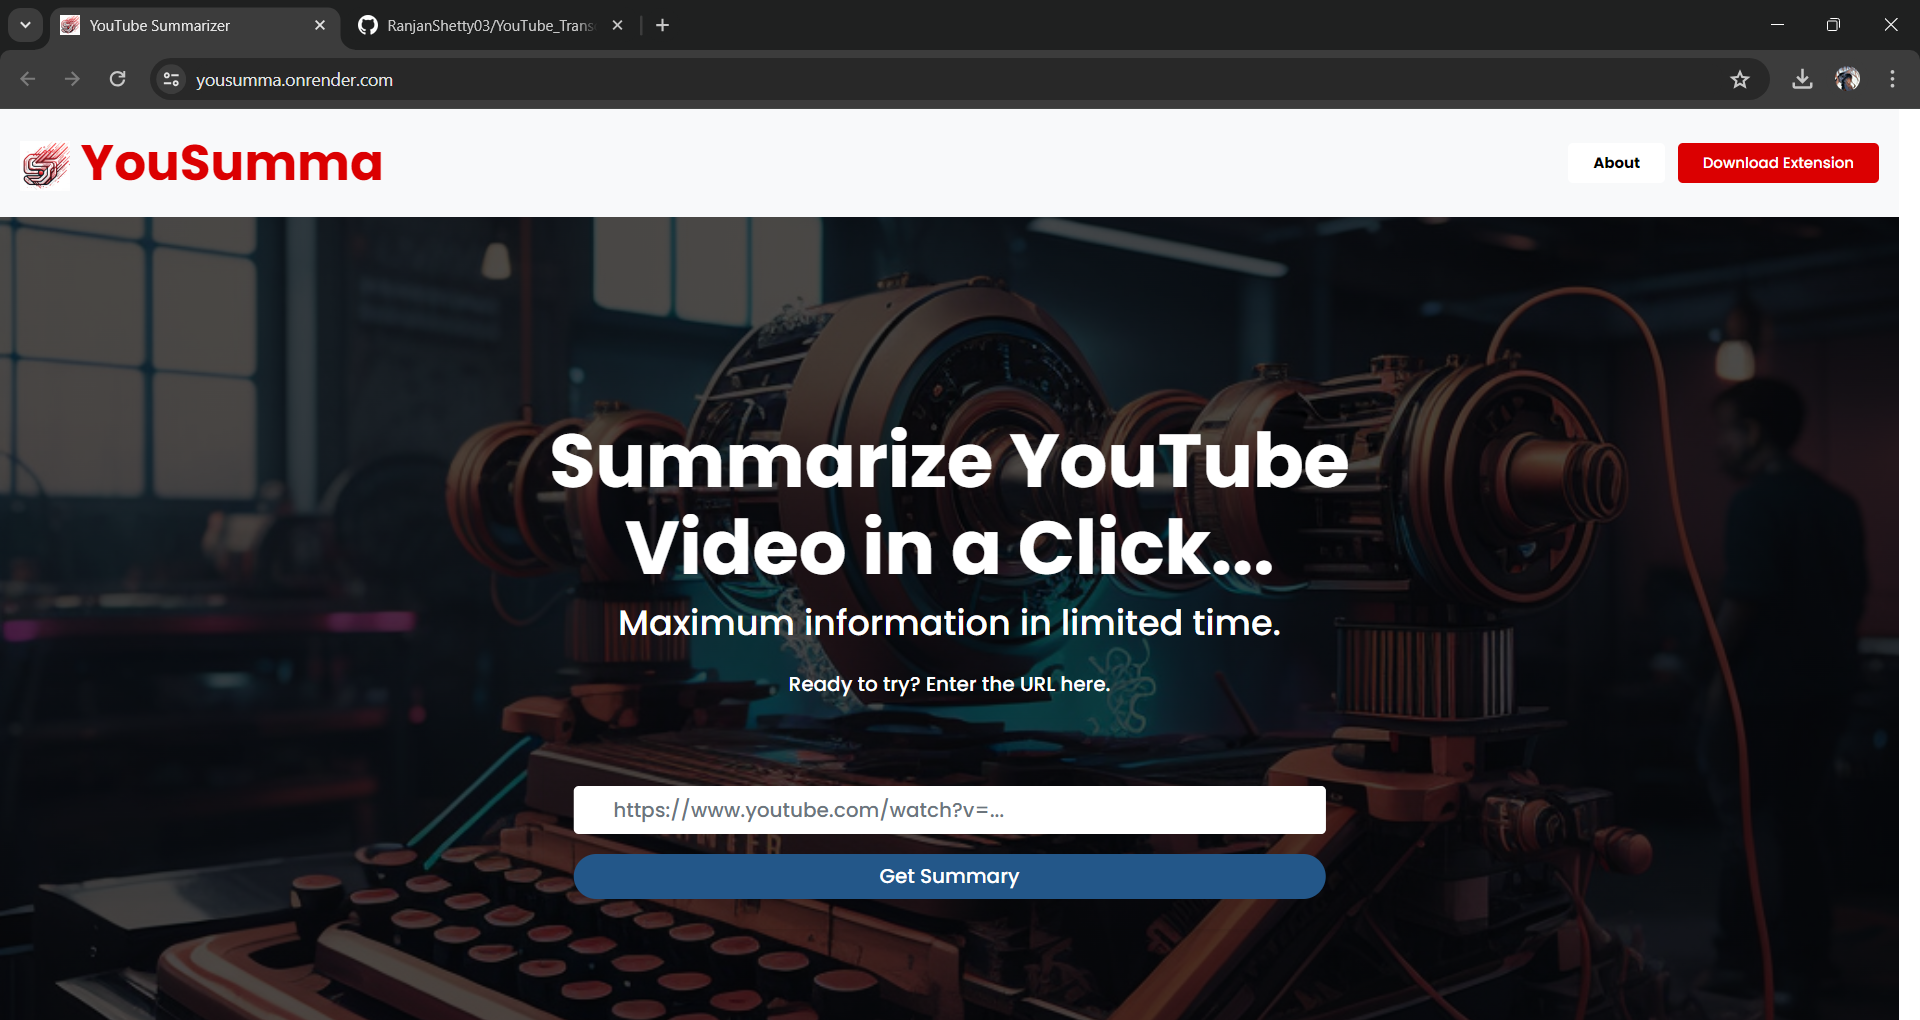 YouTube Summarizer
RanjanShetty03/YouTube_Trans
yousumma.onrender.com
YouSumma
About
Download Extension
Summarize YouTube
Video in a Click...
Maximum information in limited time.
Ready to try? Enter the URL here.
https://www.youtube.com/watch?v=...
Get Summary